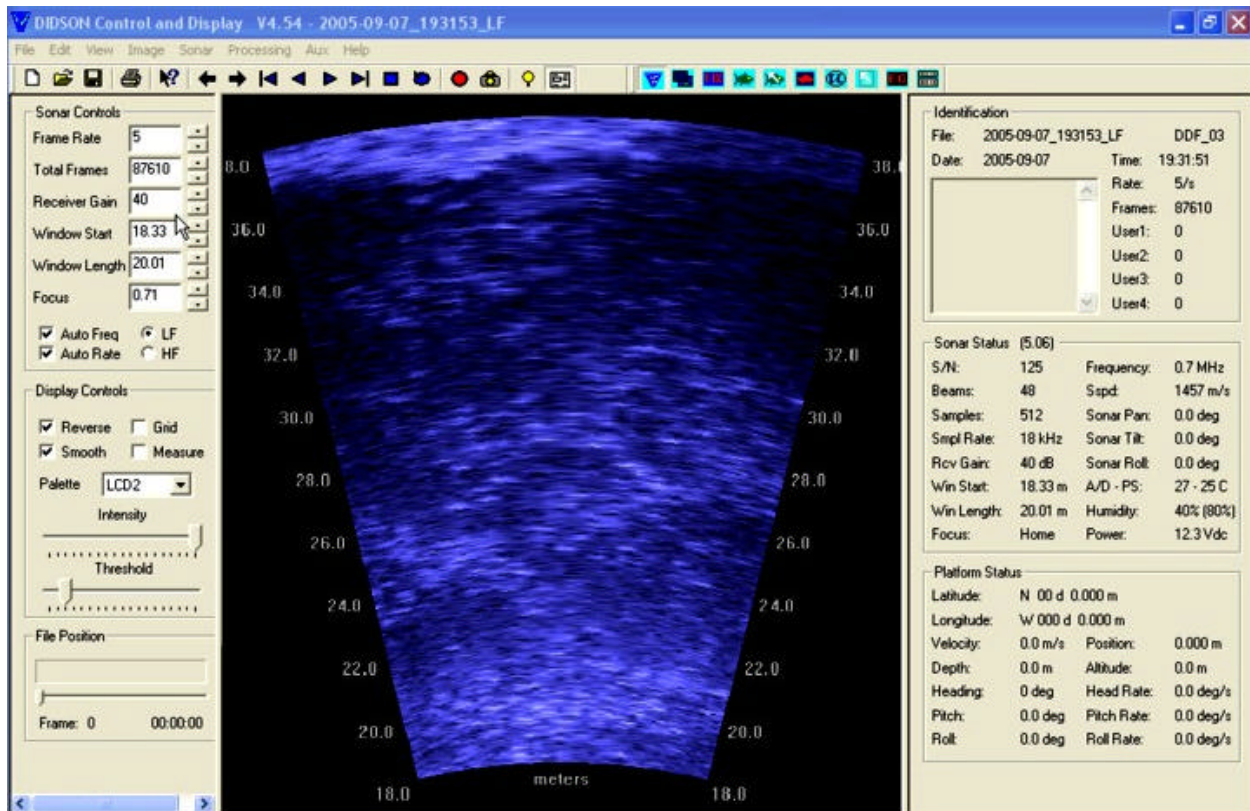 DIDSON Control and Display V4.54 - 2005-09-07_193153_LF
File Edit View Image Sonar Processing Aux Help
Sonar Controls
Frame Rate 5
Total Frames 87610
Receiver Gain 40
Window Start 18.33
Window Length 20.01
Focus 0.71
Auto Freq LF
Auto Rate HF
Display Controls
Reverse Grid
Smooth Measure
Palette LCD2
Intensity
Threshold
File Position
Frame: 0 00:00:00
8.0 38.
36.0 36.0
34.0 34.0
32.0 32.0
30.0 30.0
28.0 28.0
26.0 26.0
24.0 24.0
22.0 22.0
20.0 20.0
18.0 meters 18.0
Identification
File: 2005-09-07_193153_LF DDF_03
Date: 2005-09-07 Time: 19:31:51
Rate: 5/s
Frames: 87610
User1: 0
User2: 0
User3: 0
User4: 0
Sonar Status (5.06)
S/N: 125 Frequency: 0.7 MHz
Beams: 48 Sspd: 1457 m/s
Samples: 512 Sonar Pan: 0.0 deg
Smpl Rate: 18 kHz Sonar Tilt: 0.0 deg
Rcv Gain: 40 dB Sonar Roll: 0.0 deg
Win Start: 18.33 m A/D - PS: 27 - 25 C
Win Length: 20.01 m Humidity: 40% (80%)
Focus: Home Power: 12.3 Vdc
Platform Status
Latitude: N 00 d 0.000 m
Longitude: W 000 d 0.000 m
Velocity: 0.0 m/s Position: 0.000 m
Depth: 0.0 m Altitude: 0.0 m
Heading: 0 deg Head Rate: 0.0 deg/s
Pitch: 0.0 deg Pitch Rate: 0.0 deg/s
Roll: 0.0 deg Roll Rate: 0.0 deg/s